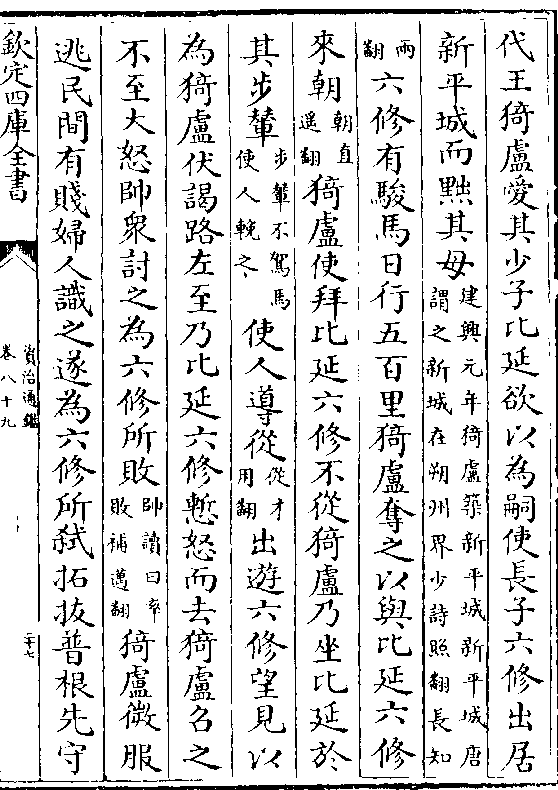 代王猗盧愛其少子比延欲以為嗣使長子六修出居
新平城而黜其母建興元年猗盧築新平城新平城唐謂之新城在朔州界少詩照翻長知
兩翻六修有駿馬日行五百里猗盧奪之以與比延六修
來朝朝直遥翻猗盧使拜比延六修不從猗盧乃坐比延於
其步輦步輦不駕馬使人輓之使人導從從才用翻出遊六修望見以
為猗盧伏謁路左至乃比延六修慙怒而去猗盧召之
不至大怒帥衆討之為六修所敗帥讀曰率敗補邁翻猗盧微服
逃民間有賤婦人識之遂為六修所弑拓拔普根先守
欽定四庫全書
資治通鑑
卷八十九
二十七